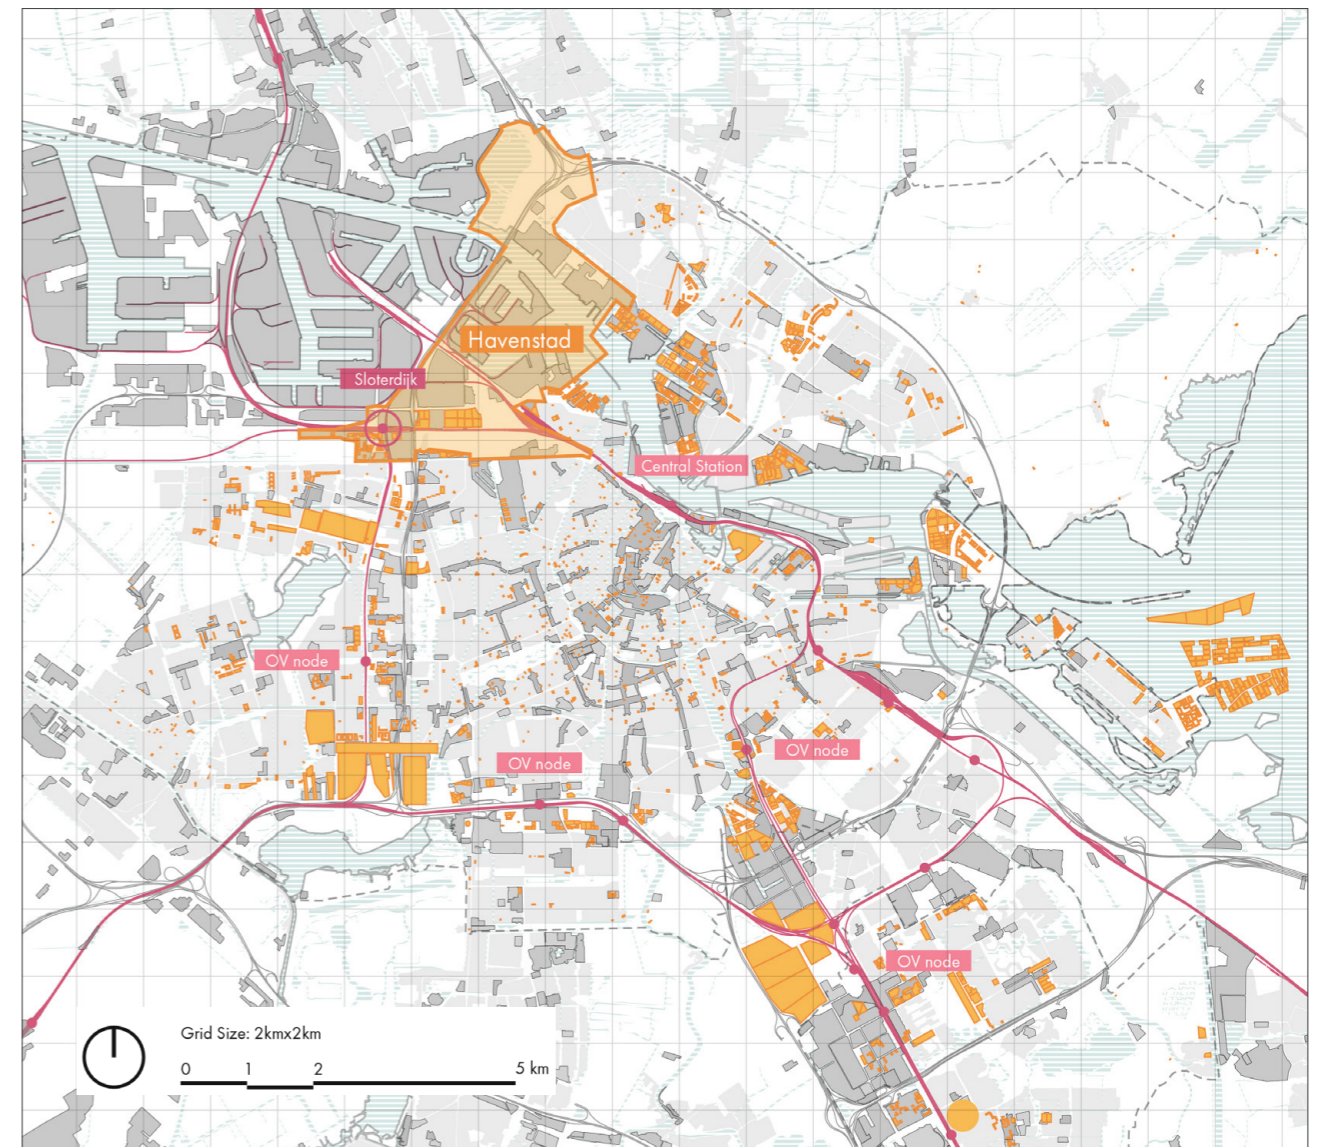 Havenstad
Sloterdijk
Central Station
OV node
OV node
OV node
OV node
Grid Size: 2kmx2km
0 1 2 5 km